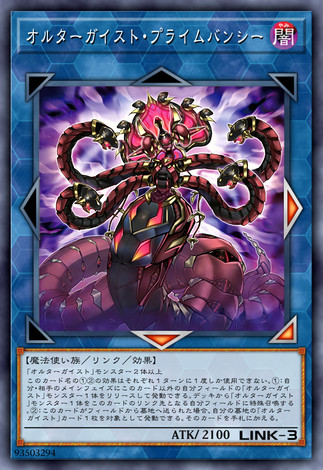 オルターガイスト・プライムバンシー
闇
やみ
【魔法使い族／リンク／効果】
「オルターガイスト」モンスター２体以上
このカード名の①②の効果はそれぞれ１ターンに１度しか使用できない。①：自
分・相手のメインフェイズにこのカード以外の自分フィールドの「オルターガイス
ト」モンスター１体をリリースして発動できる。デッキから「オルターガイスト」
モンスター１体をこのカードのリンク先となる自分フィールドに特殊召喚す
る。②：このカードがフィールドから墓地へ送られた場合、自分の墓地の「オルターガ
イスト」カード１枚を対象として発動できる。そのカードを手札に加える。
ATK/2100 LINK-3
93503294